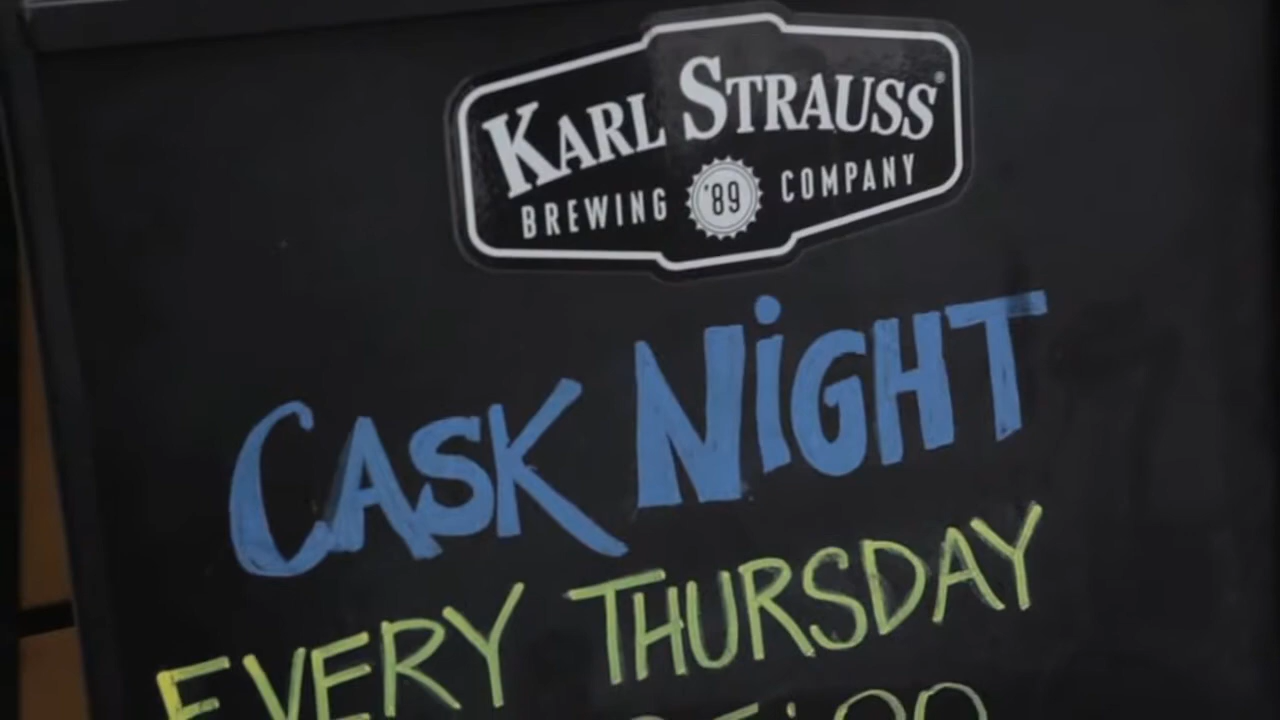 KARL STRAUSS®
BREWING '89 COMPANY
CASK NiGHT
EVERY THURSDAY